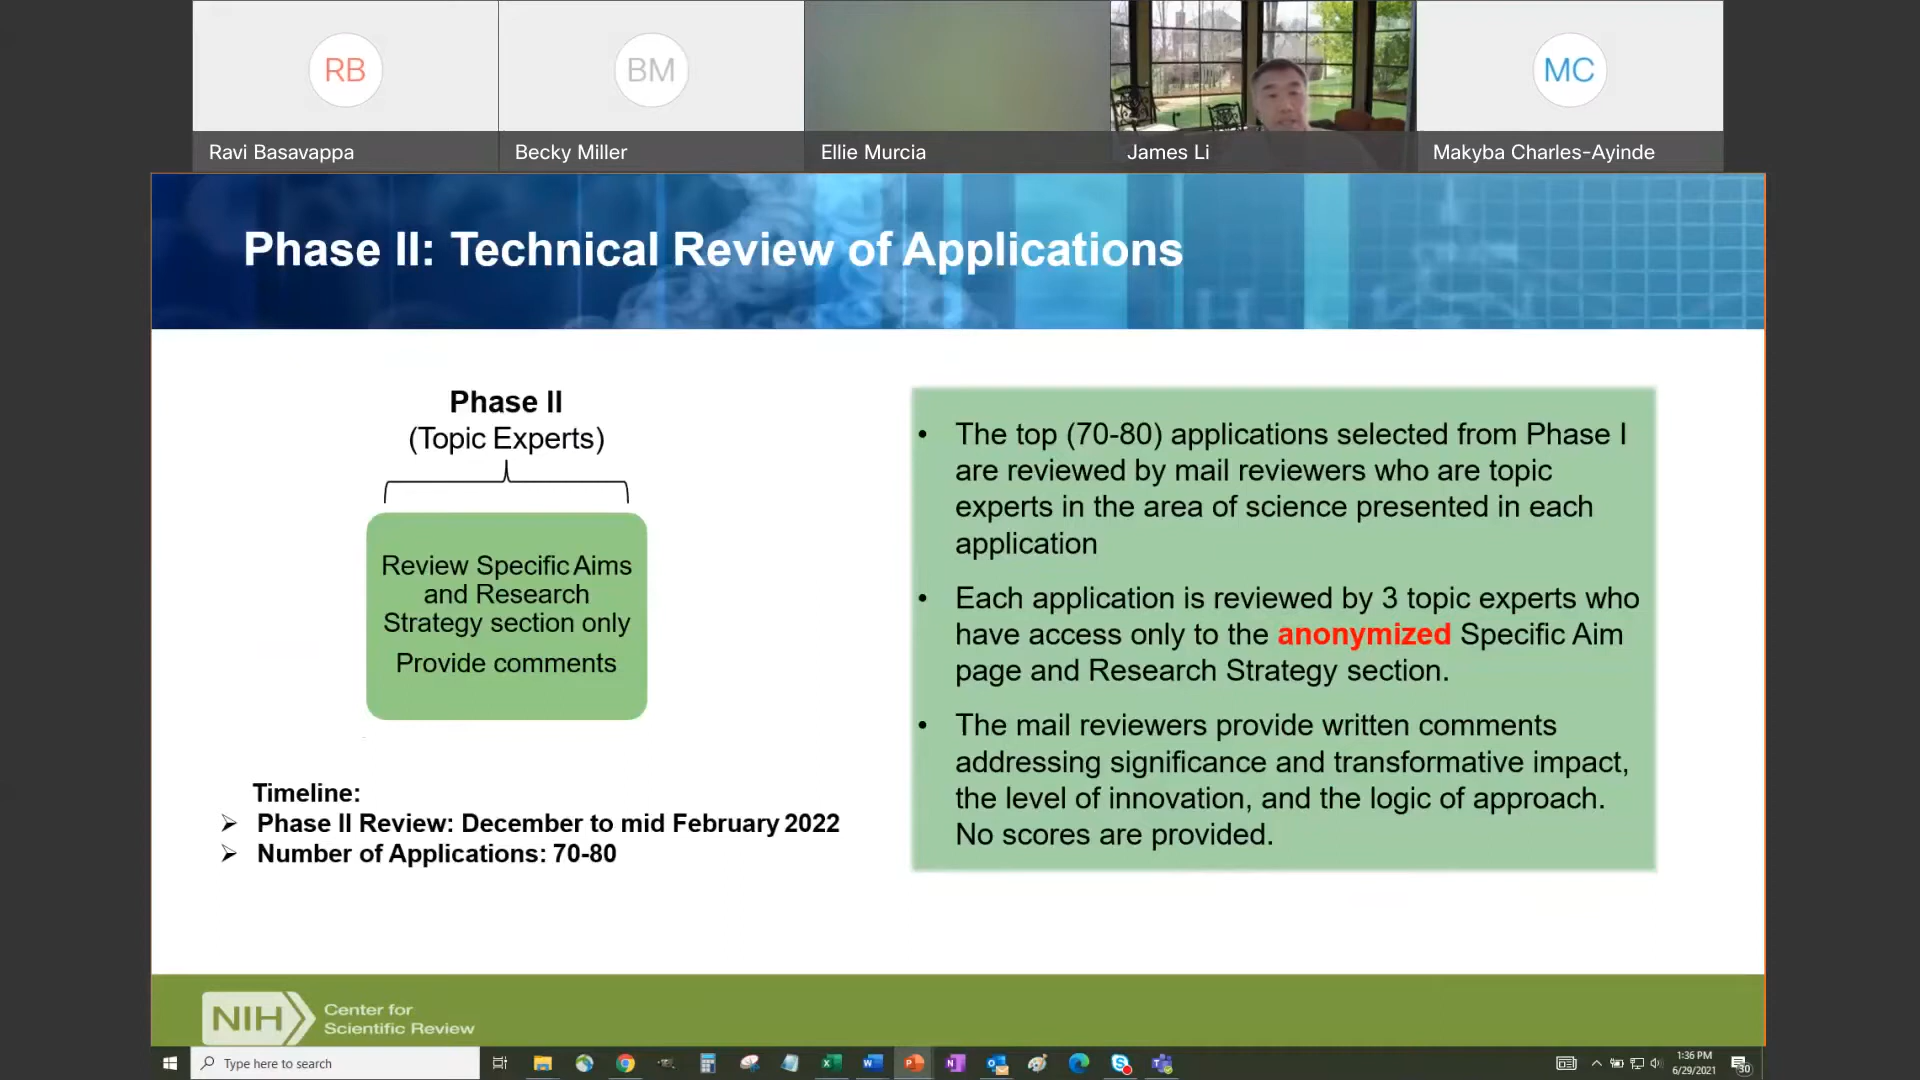 RB
BM
MC
Ravi Basavappa
Becky Miller
Ellie Murcia
James Li
Makyba Charles-Ayinde
Phase II: Technical Review of Applications
Phase II
(Topic Experts)
Review Specific Aims
and Research
Strategy section only
Provide comments
Timeline:
Phase II Review: December to mid February 2022
Number of Applications: 70-80
• The top (70-80) applications selected from Phase I
are reviewed by mail reviewers who are topic
experts in the area of science presented in each
application
• Each application is reviewed by 3 topic experts who
have access only to the anonymized Specific Aim
page and Research Strategy section.
• The mail reviewers provide written comments
addressing significance and transformative impact,
the level of innovation, and the logic of approach.
No scores are provided.
NIH
Center for
Scientific Review
Type here to search
1:36 PM
6/29/2021
30